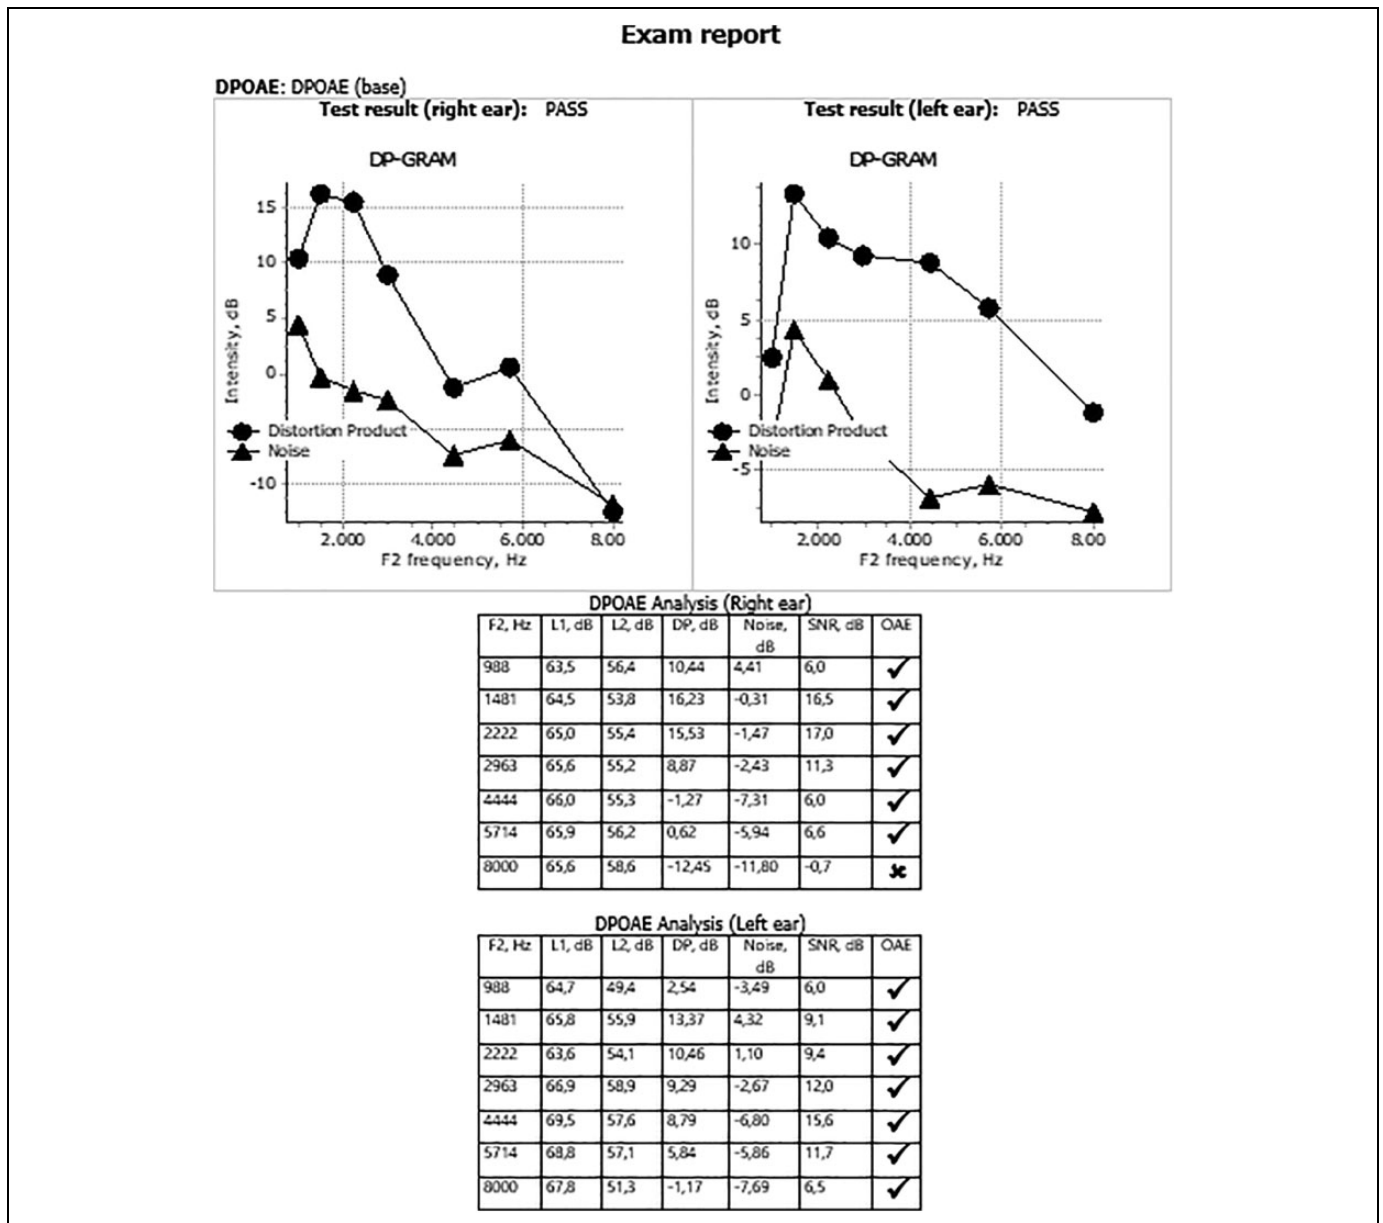 Exam report
DPOAE: DPOAE (base)
Test result (right ear): PASS
DP-GRAM
15
10
5
0
-10
Intensity, dB
Distortion Product
Noise
2.000 4.000 6.000 8.00
F2 frequency, Hz
Test result (left ear): PASS
DP-GRAM
10
5
0
-5
Intensity, dB
Distortion Product
Noise
2.000 4.000 6.000 8.00
F2 frequency, Hz
DPOAE Analysis (Right ear)
F2, Hz L1, dB L2, dB DP, dB Noise, dB SNR, dB OAE
988 63,5 56,4 10,44 4,41 6,0 ✓
1481 64,5 53,8 16,23 -0,31 16,5 ✓
2222 65,0 55,4 15,53 -1,47 17,0 ✓
2963 65,6 55,2 8,87 -2,43 11,3 ✓
4444 66,0 55,3 -1,27 -7,31 6,0 ✓
5714 65,9 56,2 0,62 -5,94 6,6 ✓
8000 65,6 58,6 -12,45 -11,80 -0,7 ✖
DPOAE Analysis (Left ear)
F2, Hz L1, dB L2, dB DP, dB Noise, dB SNR, dB OAE
988 64,7 49,4 2,54 -3,49 6,0 ✓
1481 65,8 55,9 13,37 4,32 9,1 ✓
2222 63,6 54,1 10,46 1,10 9,4 ✓
2963 66,9 58,9 9,29 -2,67 12,0 ✓
4444 69,5 57,6 8,79 -6,80 15,6 ✓
5714 68,8 57,1 5,84 -5,86 11,7 ✓
8000 67,8 51,3 -1,17 -7,69 6,5 ✓